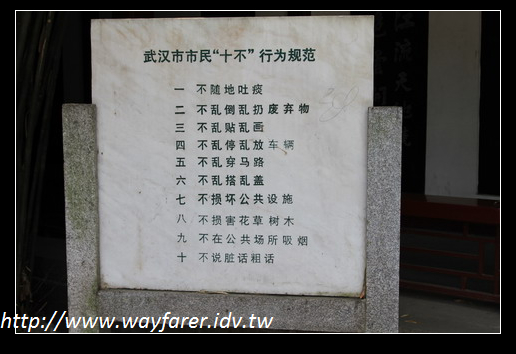 武汉市市民“十不”行为规范
一 不随地吐痰
二 不乱倒乱扔废弃物
三 不乱贴乱画
四 不乱停乱放车辆
五 不乱穿马路
六 不乱搭乱盖
七 不损坏公共设施
八 不损害花草树木
九 不在公共场所吸烟
十 不说脏话粗话
http://www.wayfarer.idv.tw